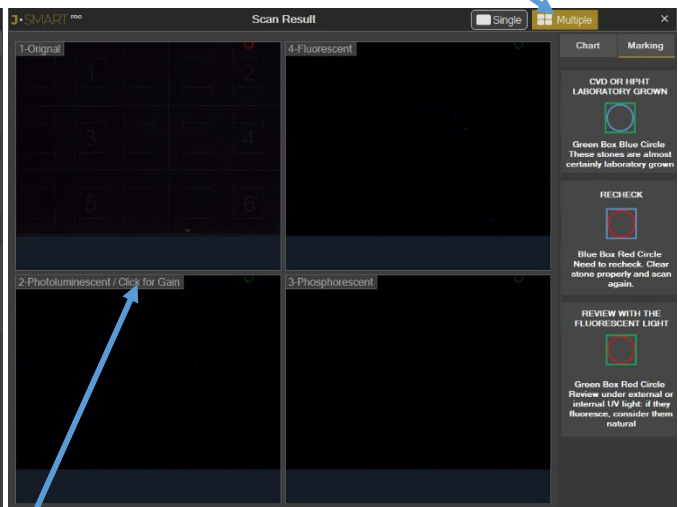 J•SMART PRO
Scan Result
Single
Multiple
×
1-Orignal
1
2
3
4
5
6
4-Fluorescent
2-Photoluminescent / Click for Gain
3-Phosphorescent
Chart
Marking
CVD OR HPHT
LABORATORY GROWN
Green Box Blue Circle
These stones are almost
certainly laboratory grown
RECHECK
Blue Box Red Circle
Need to recheck. Clear
stone properly and scan
again.
REVIEW WITH THE
FLUORESCENT LIGHT
Green Box Red Circle
Review under external or
internal UV light: if they
fluoresce, consider them
natural